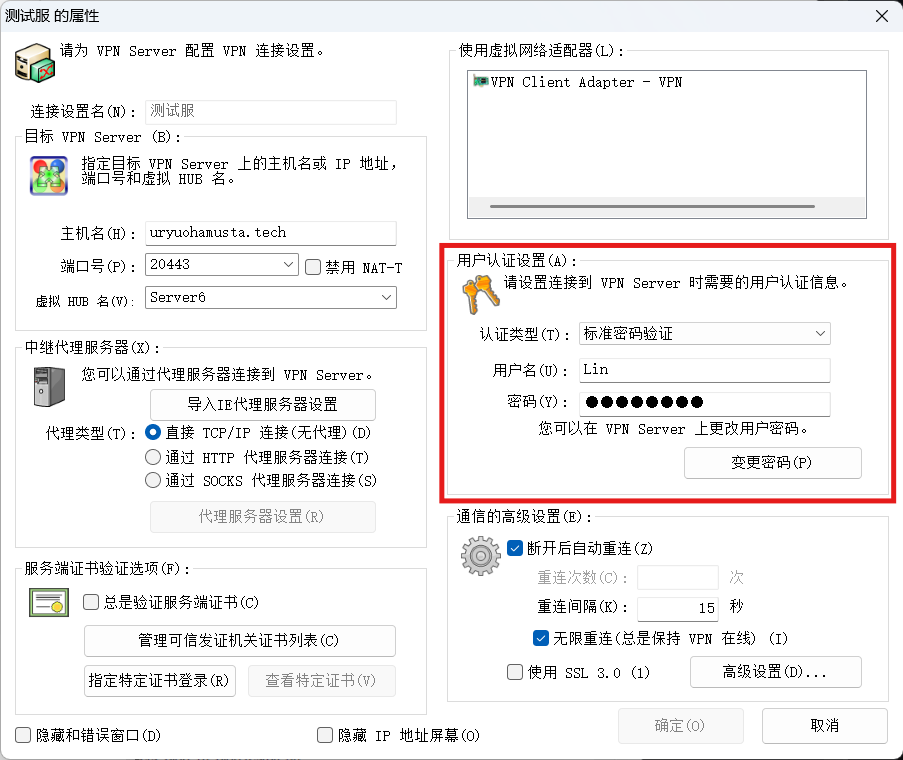 测试服 的属性
请为 VPN Server 配置 VPN 连接设置。
连接设置名(N):
测试服
目标 VPN Server (B):
指定目标 VPN Server 上的主机名或 IP 地址,
端口号和虚拟 HUB 名。
主机名(H):
uryuohamusta.tech
端口号(P):
20443
禁用 NAT-T
虚拟 HUB 名(V):
Server6
中继代理服务器(X):
您可以通过代理服务器连接到 VPN Server。
导入IE代理服务器设置
代理类型(T):
直接 TCP/IP 连接(无代理)(D)
通过 HTTP 代理服务器连接(T)
通过 SOCKS 代理服务器连接(S)
代理服务器设置(R)
服务端证书验证选项(F):
总是验证服务端证书(C)
管理可信发证机关证书列表(C)
指定特定证书登录(R)
查看特定证书(V)
隐藏和错误窗口(D)
隐藏 IP 地址屏幕(O)
使用虚拟网络适配器(L):
VPN Client Adapter - VPN
用户认证设置(A):
请设置连接到 VPN Server 时需要的用户认证信息。
认证类型(T):
标准密码验证
用户名(U):
Lin
密码(Y):
●●●●●●●●
您可以在 VPN Server 上更改用户密码。
变更密码(P)
通信的高级设置(E):
断开后自动重连(Z)
重连次数(C):
次
重连间隔(K):
15 秒
无限重连(总是保持 VPN 在线) (I)
使用 SSL 3.0 (1)
高级设置(D)...
确定(O)
取消